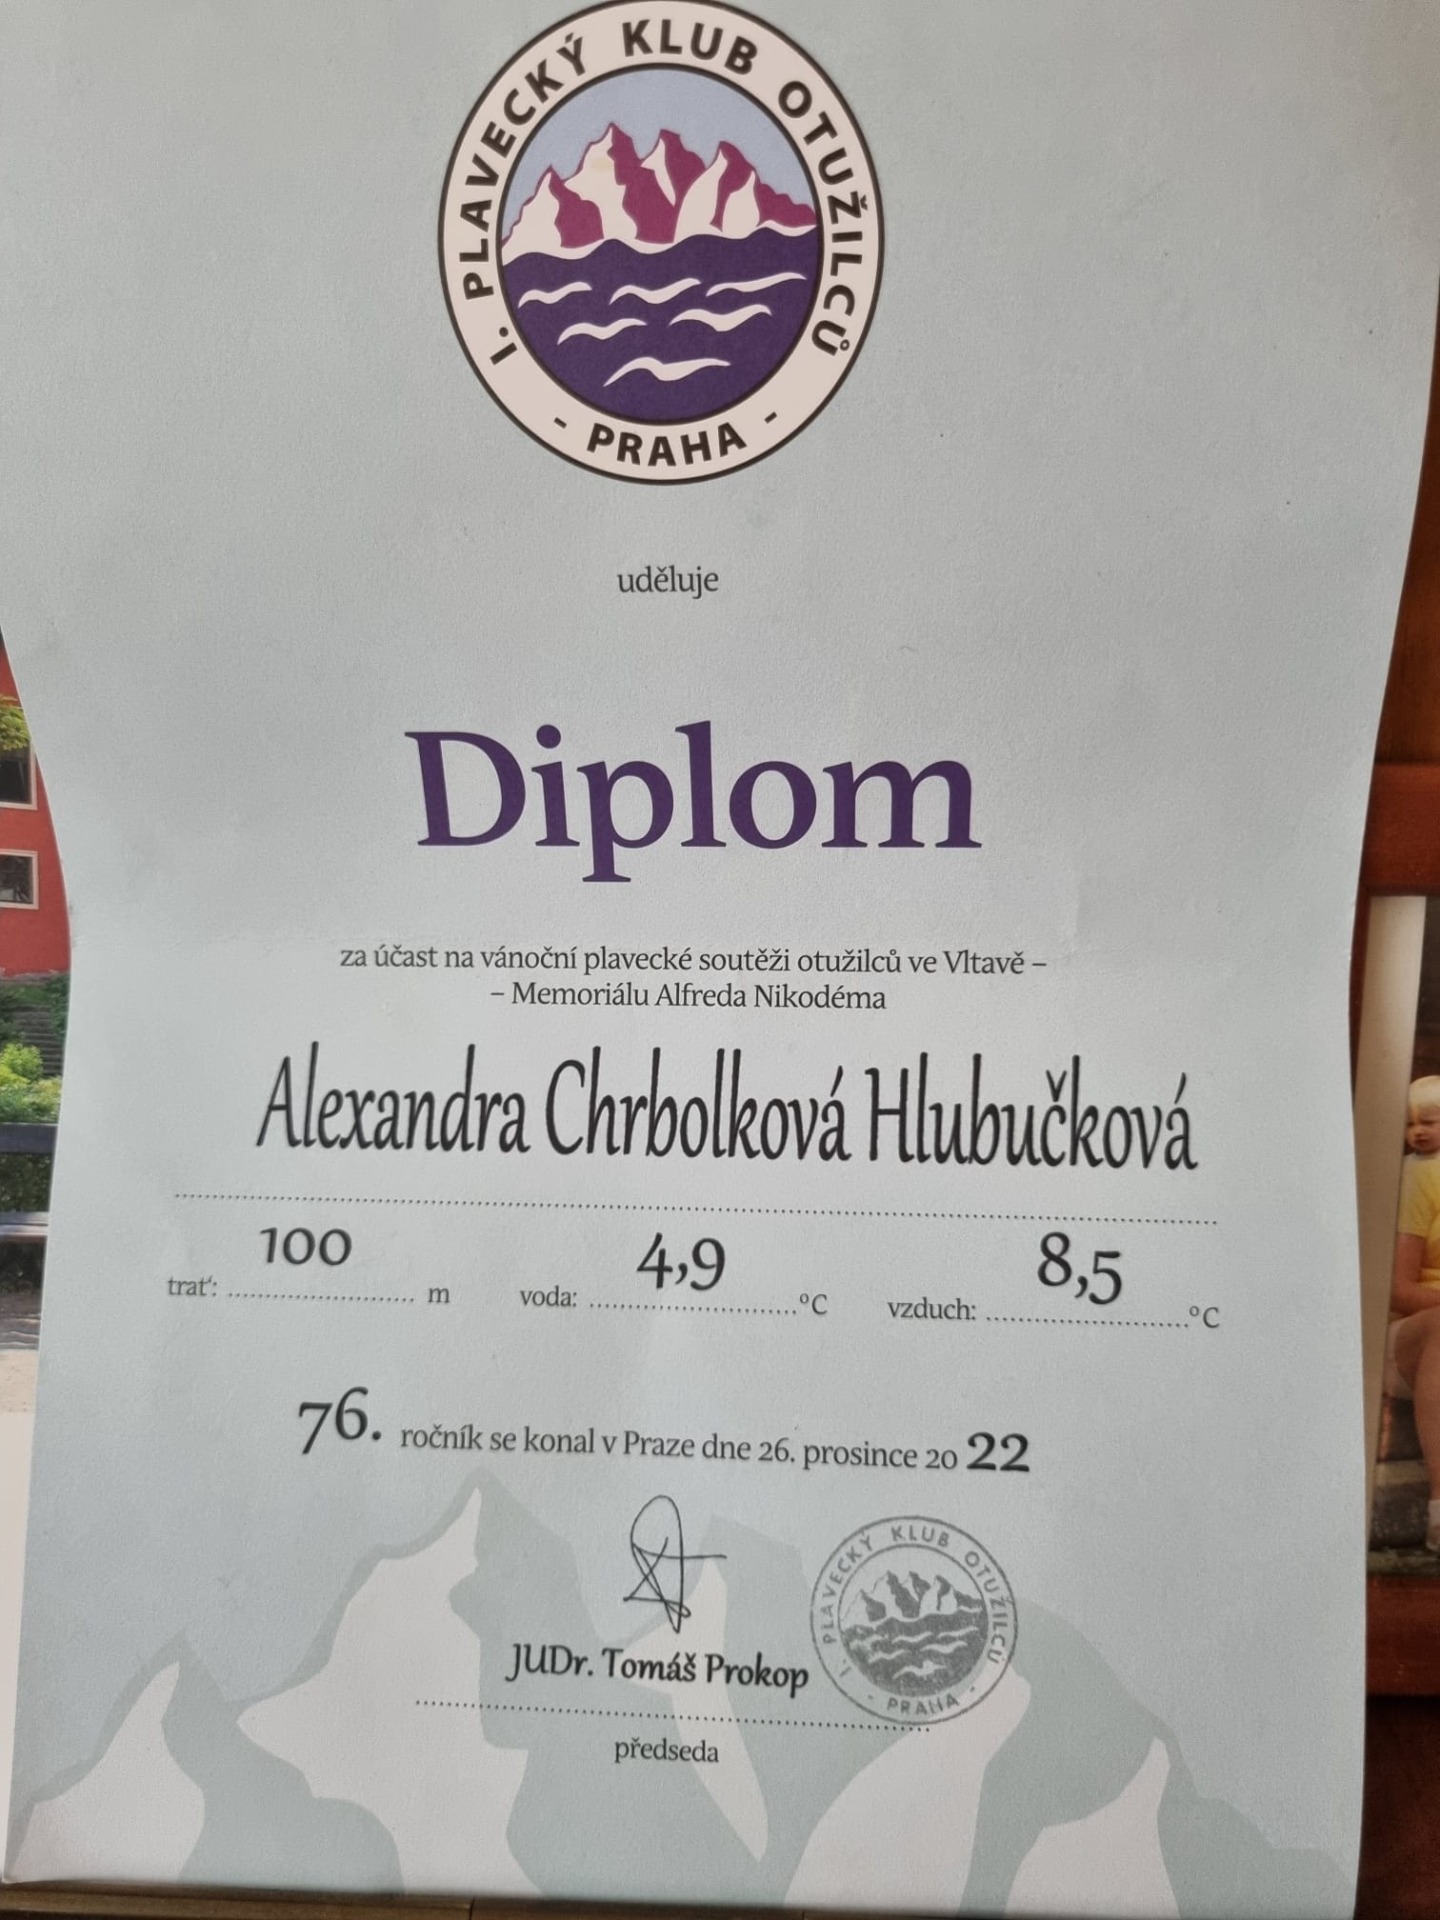 I. PLAVECKÝ KLUB OTUŽILCŮ
- PRAHA -
uděluje
Diplom
za účast na vánoční plavecké soutěži otužilců ve Vltavě –
– Memoriálu Alfreda Nikodéma
Alexandra Chrbolková Hlubučková
trať: 100 m voda: 4,9 °C vzduch: 8,5 °C
76. ročník se konal v Praze dne 26. prosince 20 22
I. PLAVECKÝ KLUB OTUŽILCŮ
- PRAHA -
JUDr. Tomáš Prokop
předseda